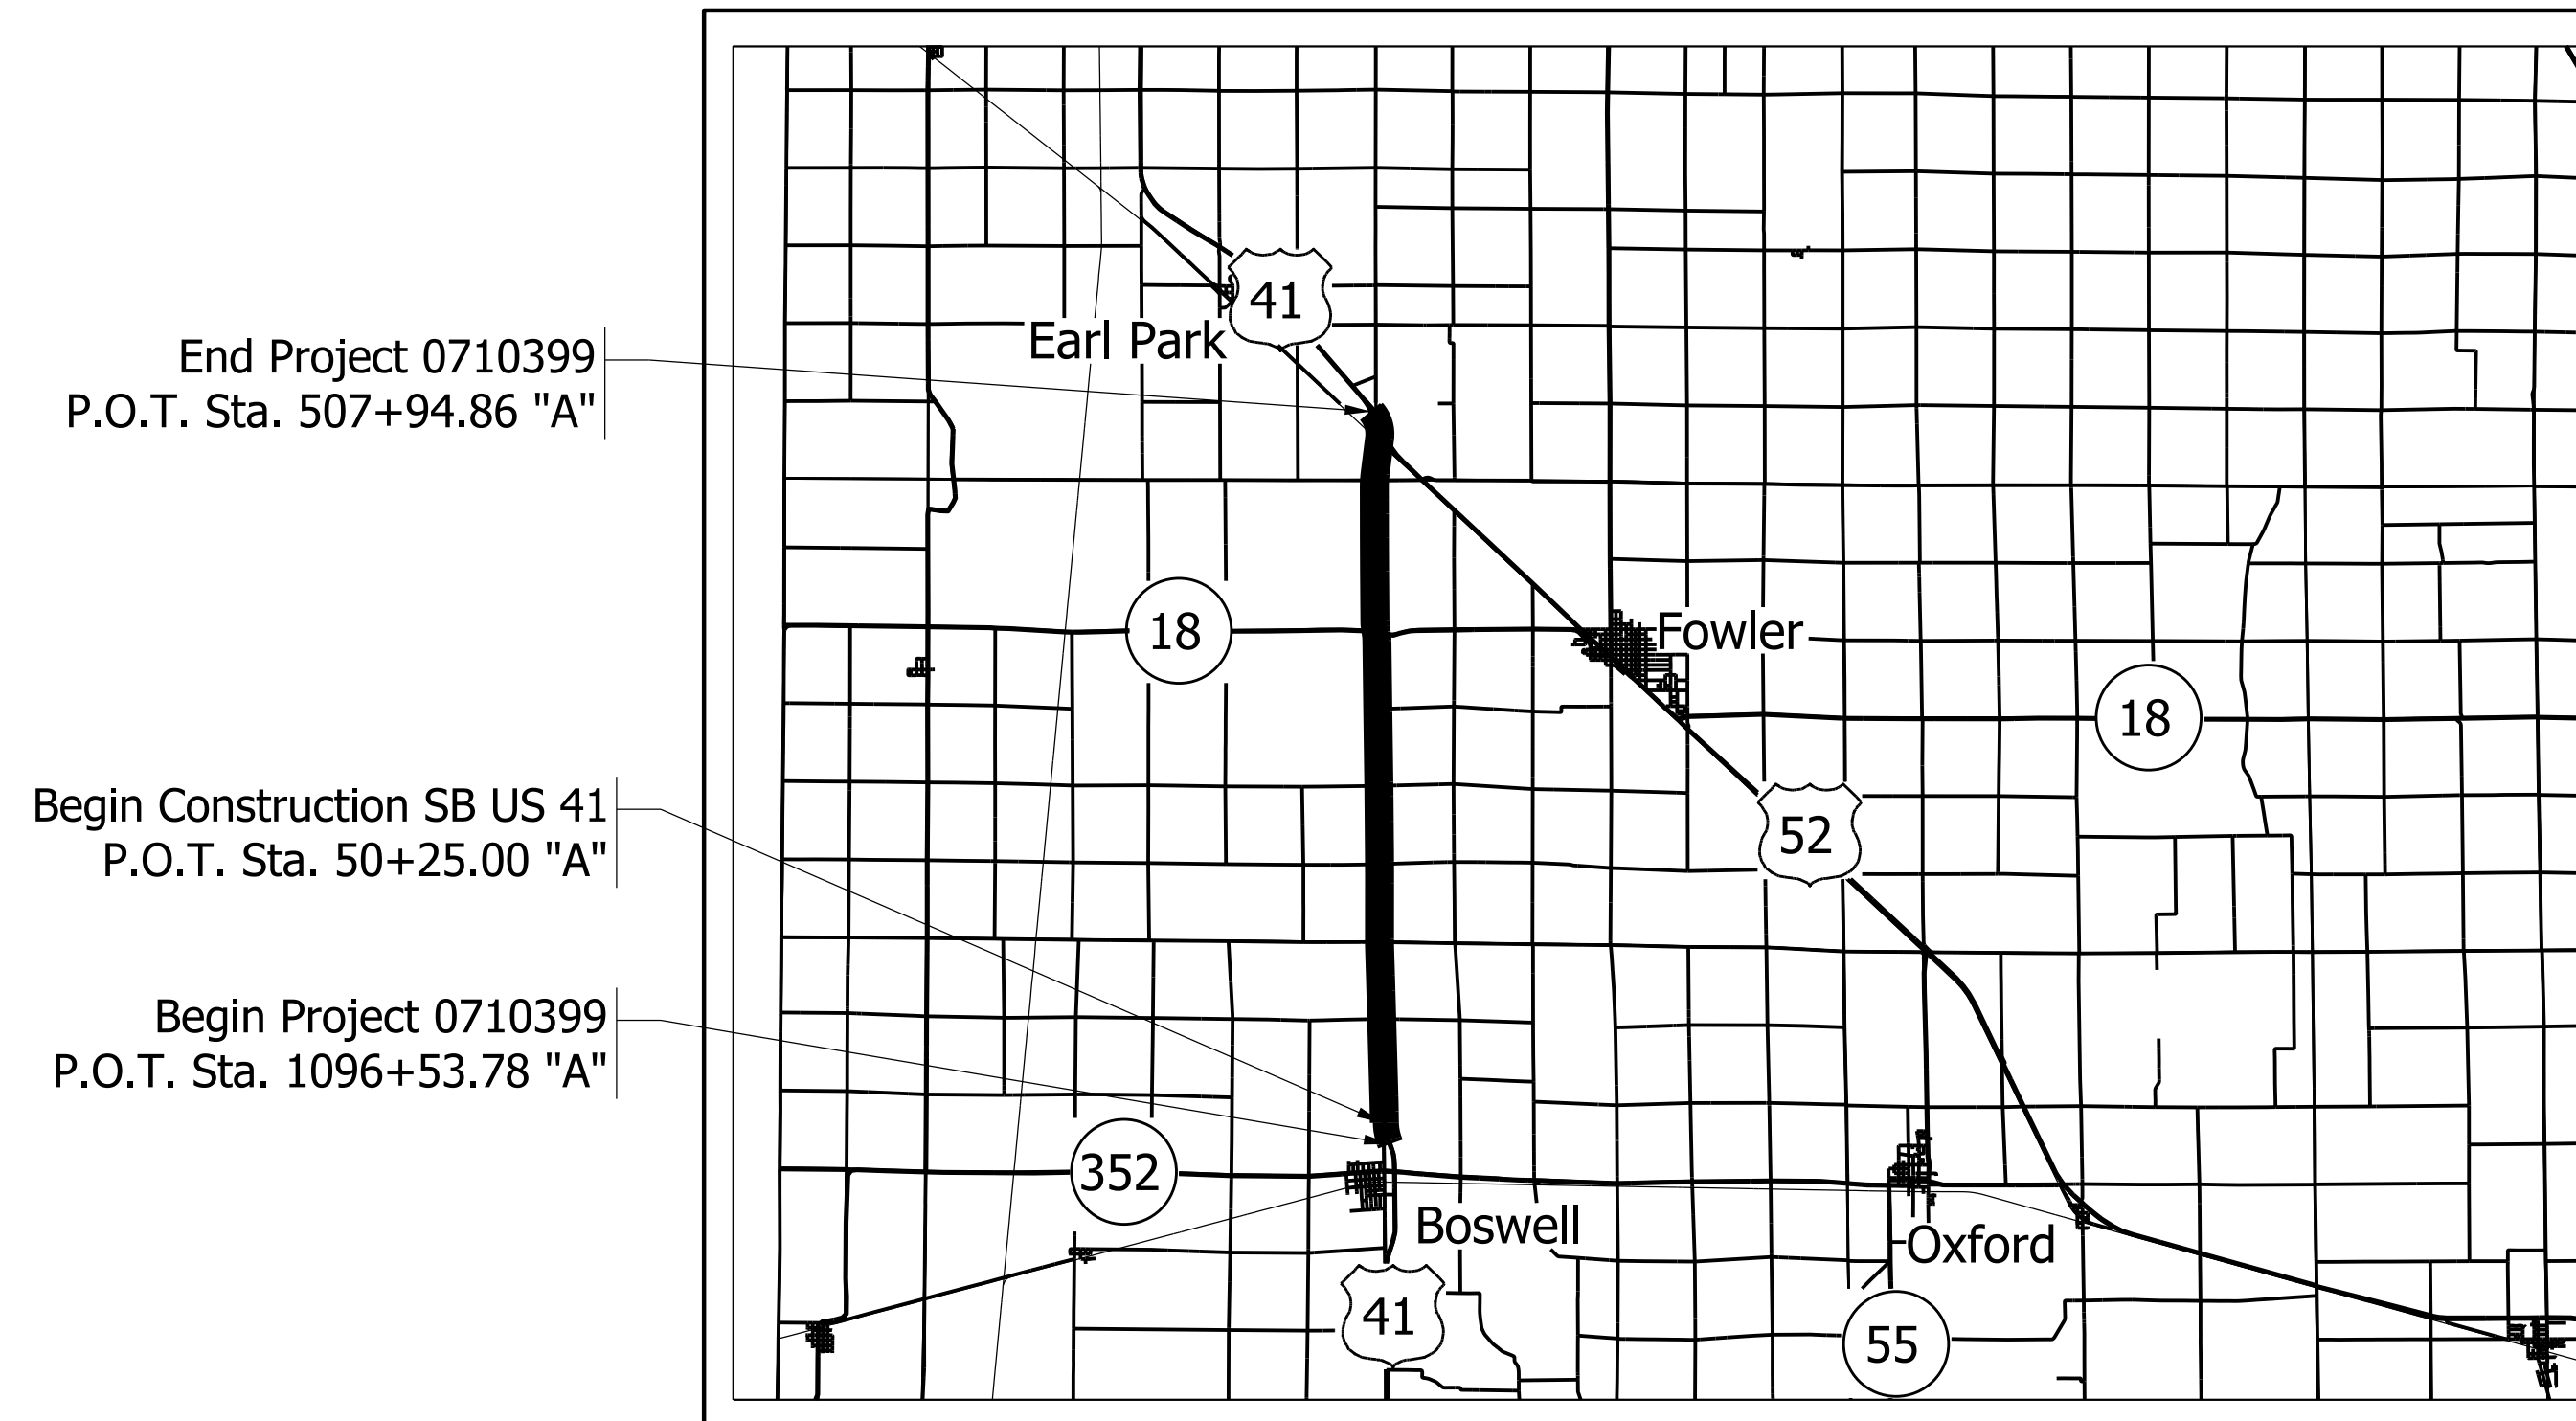 41
Earl Park
End Project 0710399
P.O.T. Sta. 507+94.86 "A"
18
Fowler
18
Begin Construction SB US 41
P.O.T. Sta. 50+25.00 "A"
52
Begin Project 0710399
P.O.T. Sta. 1096+53.78 "A"
352
Boswell
Oxford
41
55